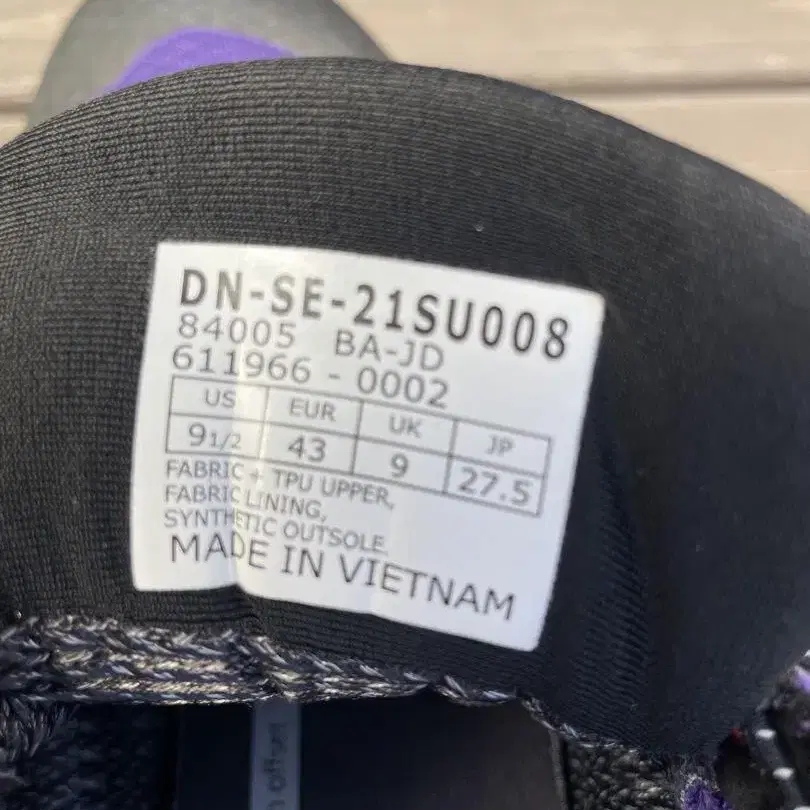 DN-SE-21SU008
84005 BA-JD
611966 - 0002
US EUR UK JP
9 1/2 43 9 27.5
FABRIC + TPU UPPER,
FABRIC LINING,
SYNTHETIC OUTSOLE.
MADE IN VIETNAM
offset